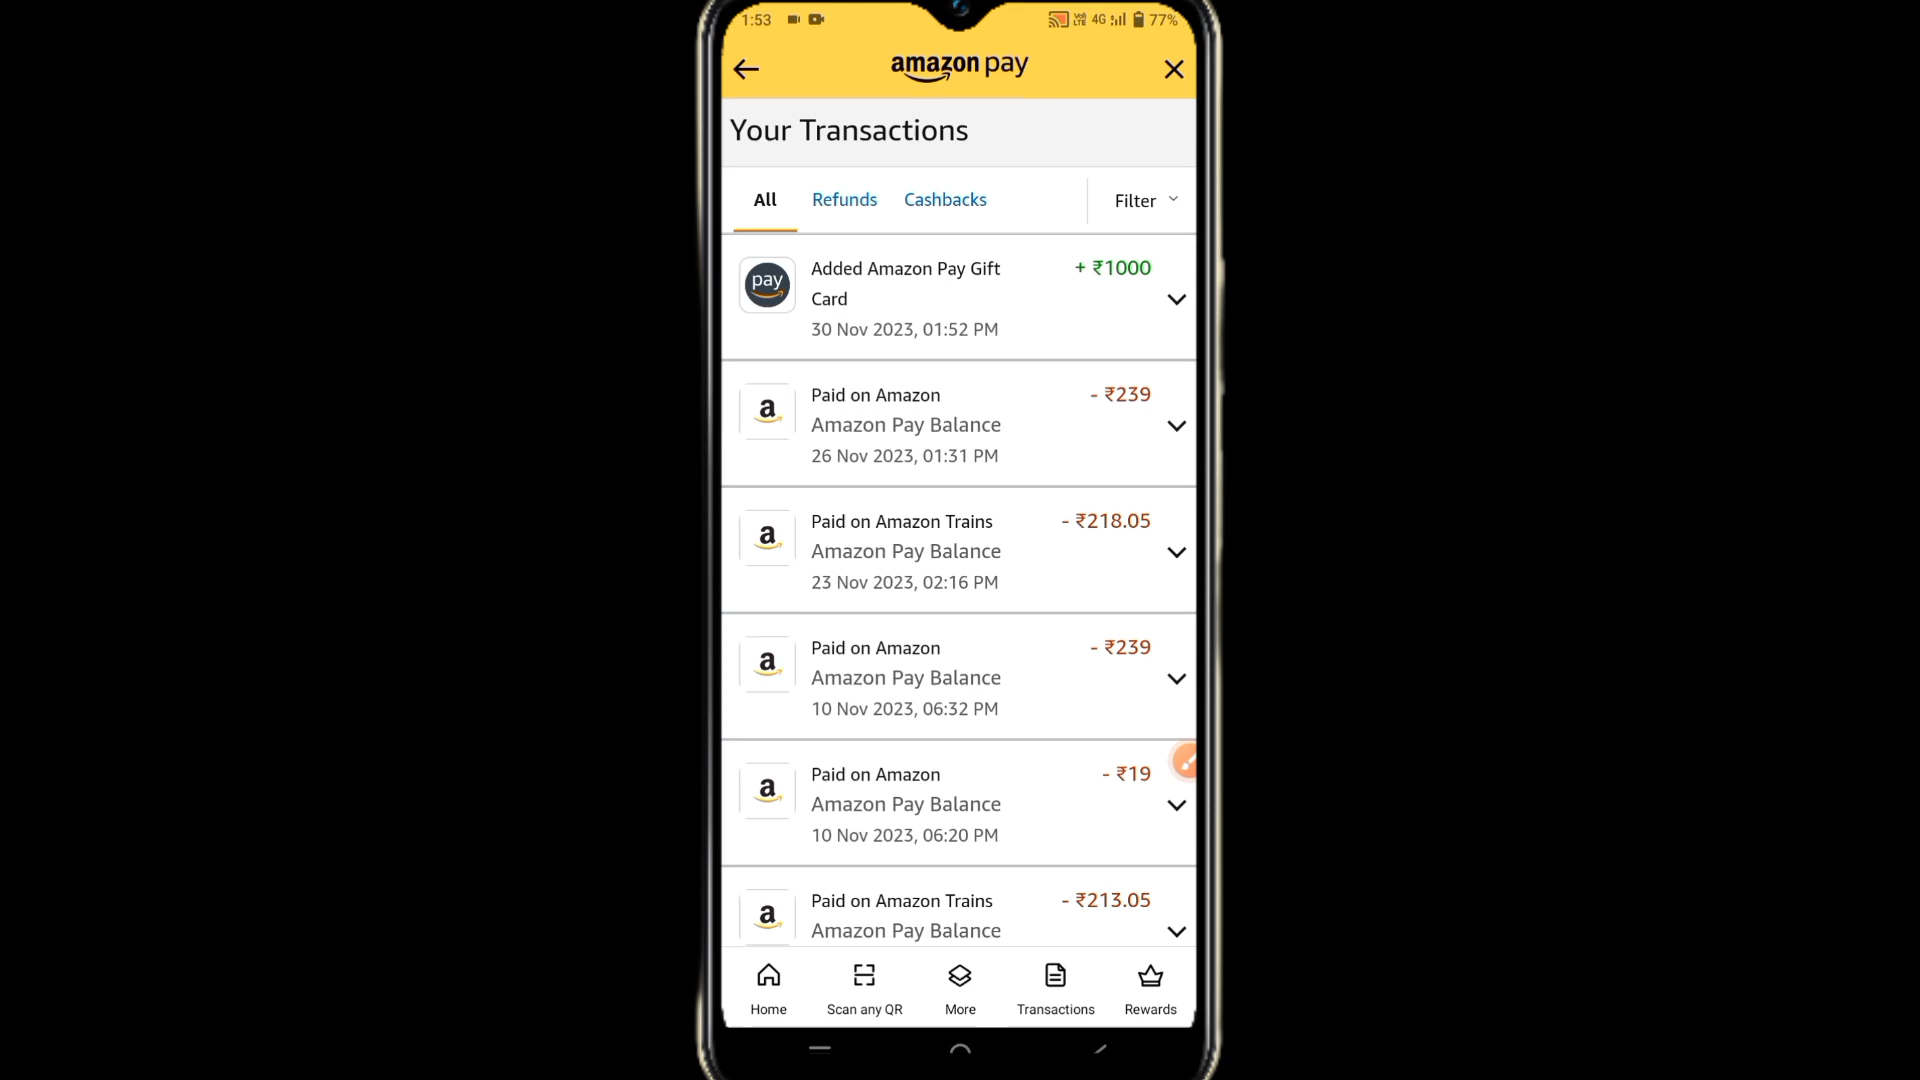 1:53 4G 77%
amazon pay
Your Transactions
All Refunds Cashbacks Filter
pay
Added Amazon Pay Gift + ₹1000
Card
30 Nov 2023, 01:52 PM
a
Paid on Amazon - ₹239
Amazon Pay Balance
26 Nov 2023, 01:31 PM
a
Paid on Amazon Trains - ₹218.05
Amazon Pay Balance
23 Nov 2023, 02:16 PM
a
Paid on Amazon - ₹239
Amazon Pay Balance
10 Nov 2023, 06:32 PM
a
Paid on Amazon - ₹19
Amazon Pay Balance
10 Nov 2023, 06:20 PM
a
Paid on Amazon Trains - ₹213.05
Amazon Pay Balance
Home Scan any QR More Transactions Rewards